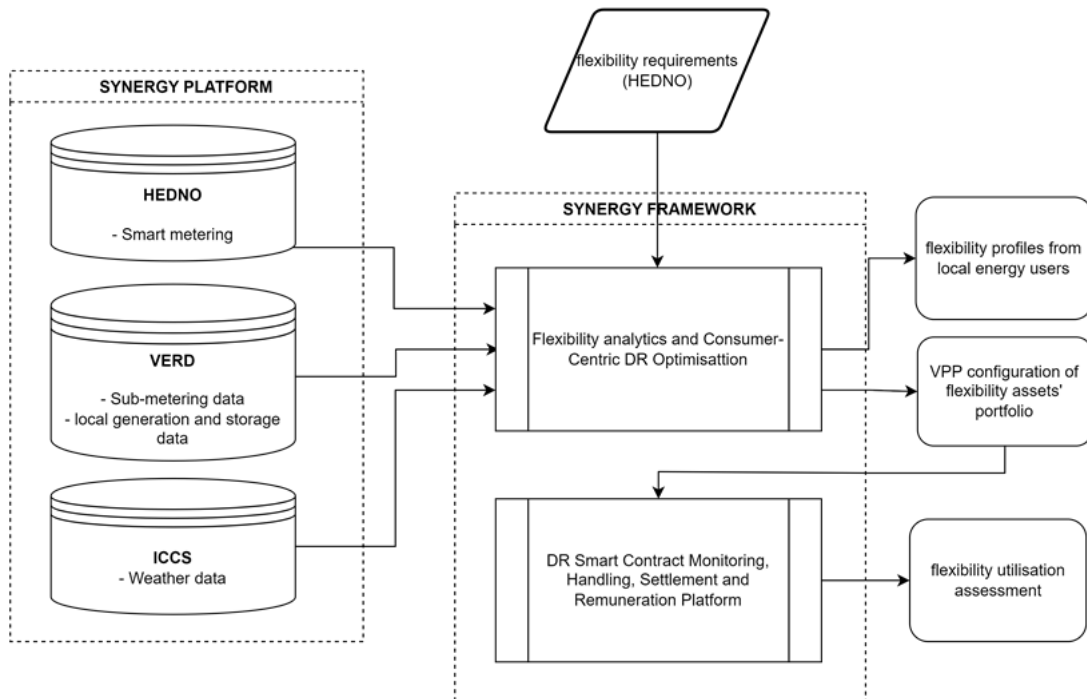 flexibility requirements
(HEDNO)
SYNERGY PLATFORM
HEDNO
- Smart metering
VERD
- Sub-metering data
- local generation and storage
data
ICCS
- Weather data
SYNERGY FRAMEWORK
Flexibility analytics and Consumer-
Centric DR Optimisattion
DR Smart Contract Monitoring,
Handling, Settlement and
Remuneration Platform
flexibility profiles from
local energy users
VPP configuration of
flexibility assets'
portfolio
flexibility utilisation
assessment